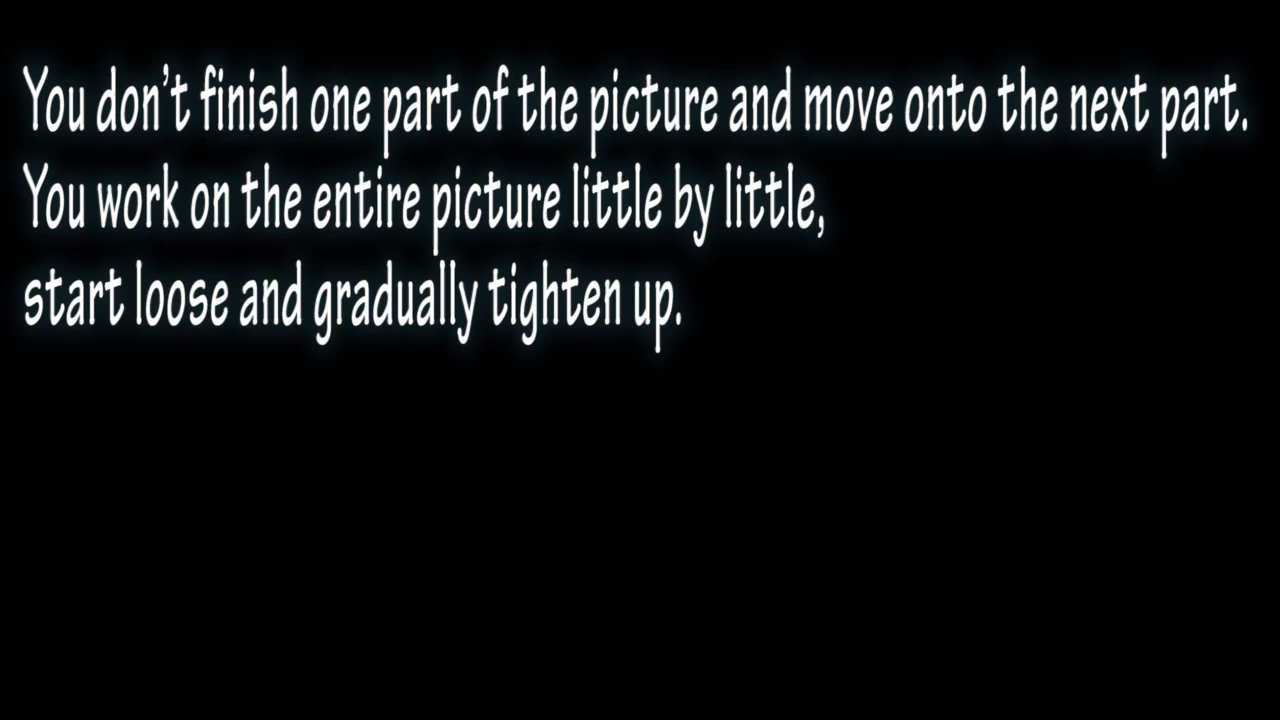 You don't finish one part of the picture and move onto the next part.
You work on the entire picture little by little,
start loose and gradually tighten up.